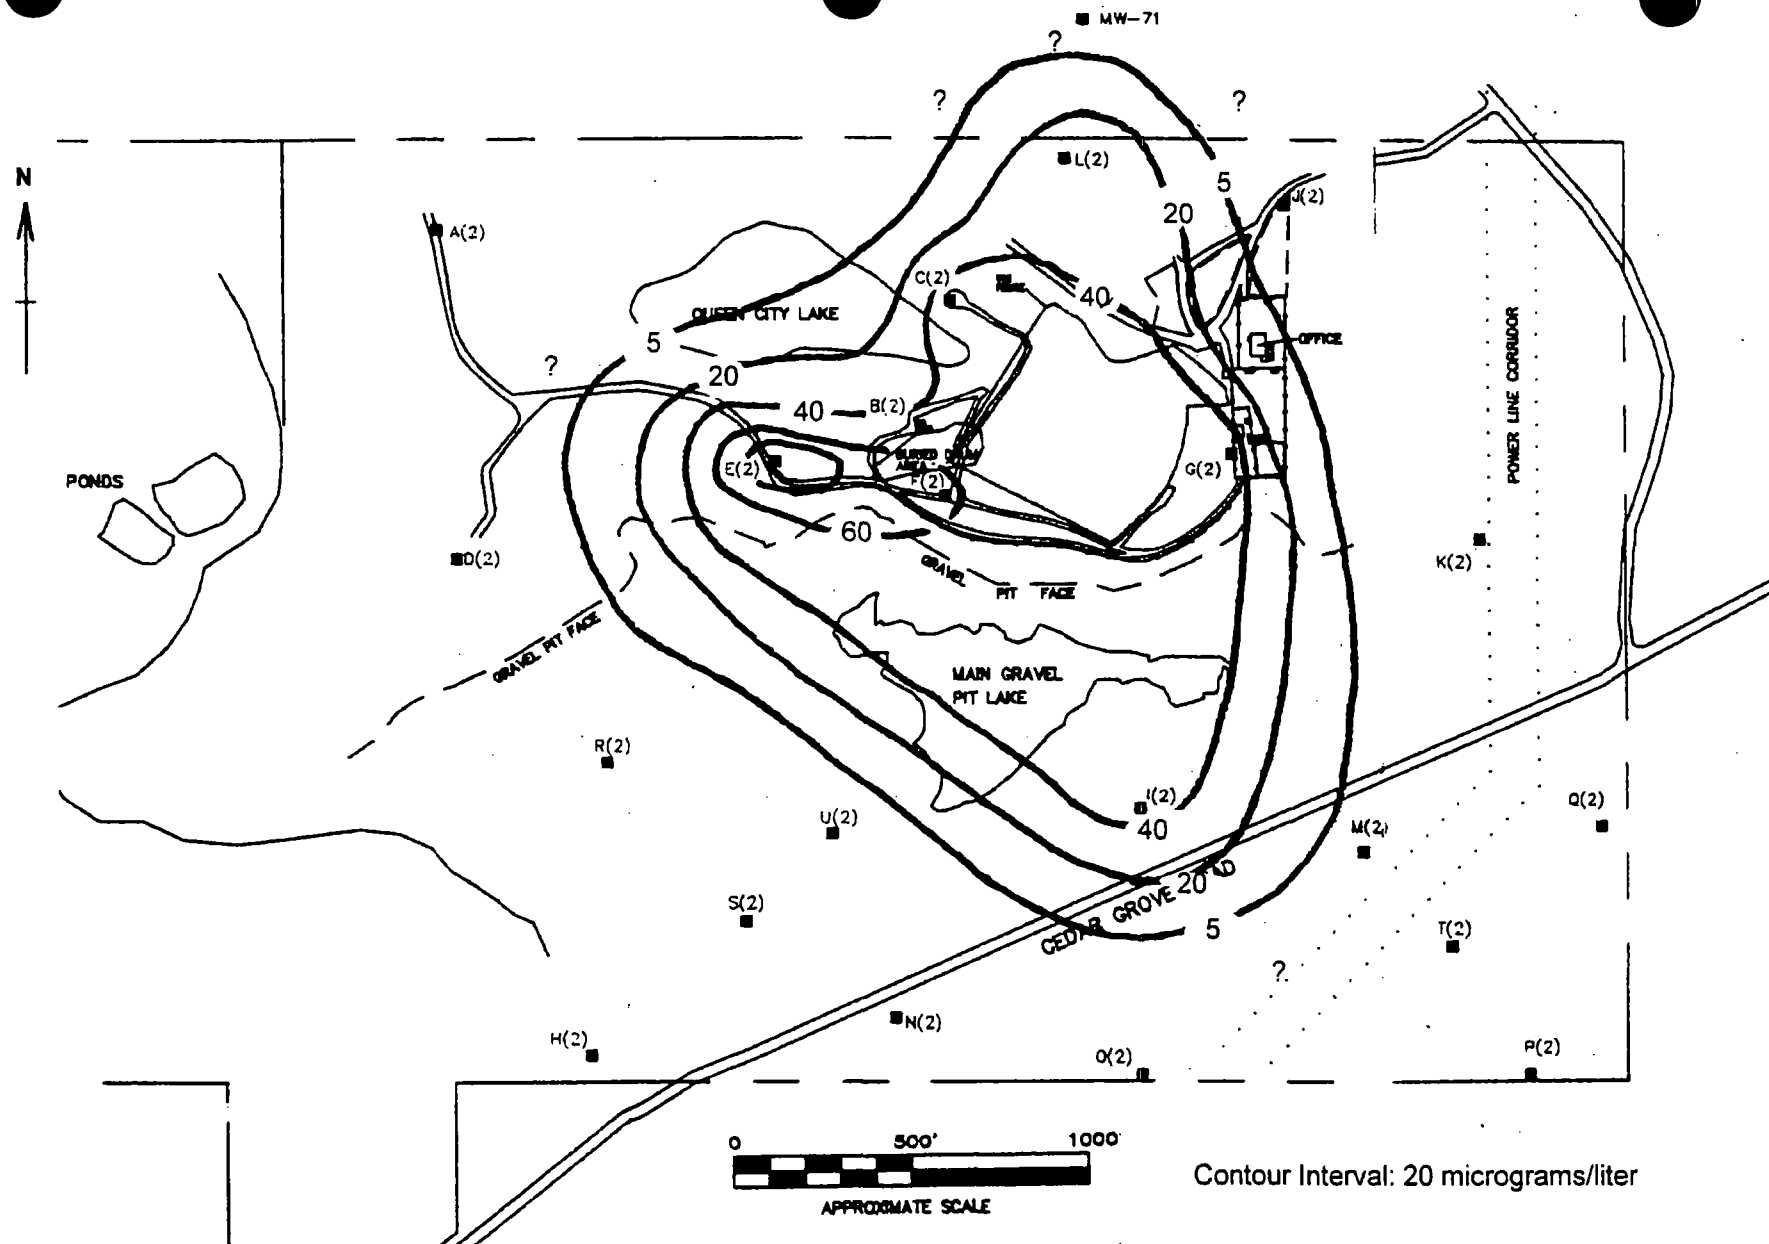 MW-71
?
?
?
L(2)
N
5
J(2)
20
A(2)
C(2)
40
QUEEN CITY LAKE
OFFICE
5
?
20
40
B(2)
POWER LINE CORRIDOR
BURIED DRUM
AREA
E(2)
F(2)
G(2)
PONDS
60
D(2)
GRAVEL
PIT FACE
K(2)
GRAVEL PIT FACE
MAIN GRAVEL
PIT LAKE
R(2)
I(2)
Q(2)
U(2)
40
M(2)
20
CEDAR GROVE
S(2)
5
T(2)
?
N(2)
H(2)
O(2)
P(2)
0 500' 1000'
APPROXIMATE SCALE
Contour Interval: 20 micrograms/liter